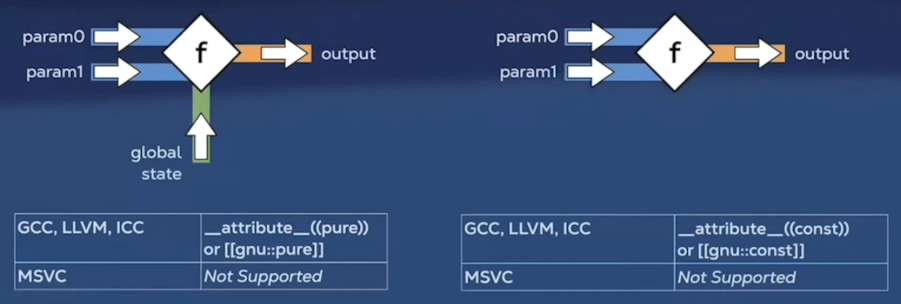 param0
f
output
param1
global
state
GCC, LLVM, ICC
__attribute__((pure))
or [[gnu::pure]]
MSVC
Not Supported
param0
f
output
param1
GCC, LLVM, ICC
__attribute__((const))
or [[gnu::const]]
MSVC
Not Supported